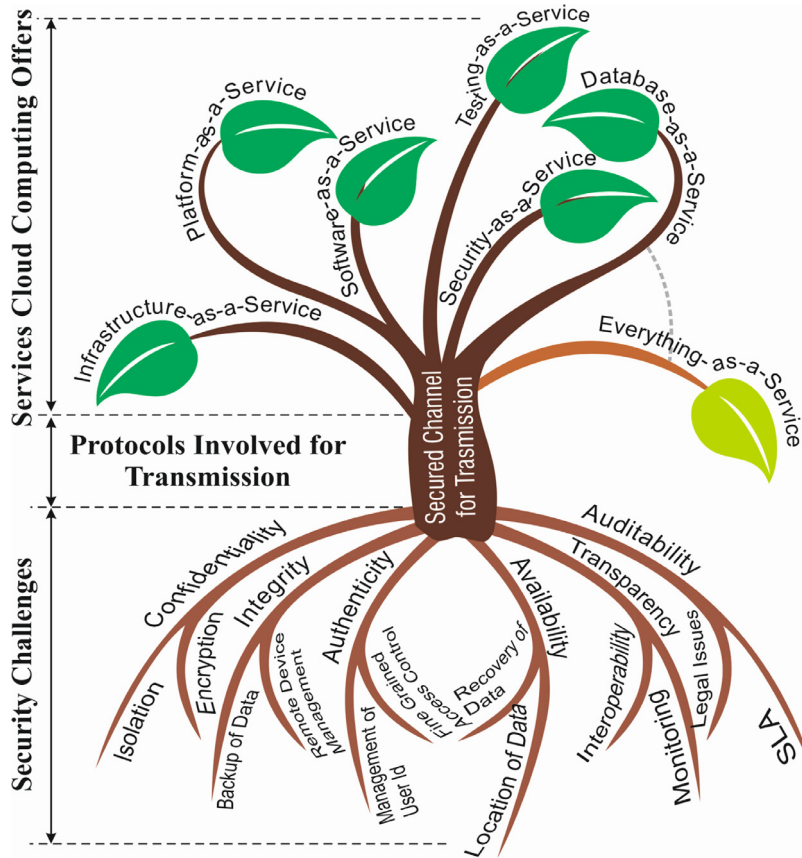 Services Cloud Computing Offers
Platform-as-a-Service
Software-as-a-Service
Testing-as-a-Service
Database-as-a-Service
Security-as-a-Service
Infrastructure-as-a-Service
Everything-as-a-Service
Protocols Involved for
Transmission
Secured Channel
for Trasmission
Security Challenges
Confidentiality
Isolation
Encryption
Integrity
Backup of Data
Remote Device
Management
Authenticity
Management of
User Id
Fine Grained
Access Control
Availability
Recovery of
Data
Location of Data
Transparency
Interoperability
Monitoring
Auditability
Legal Issues
SLA